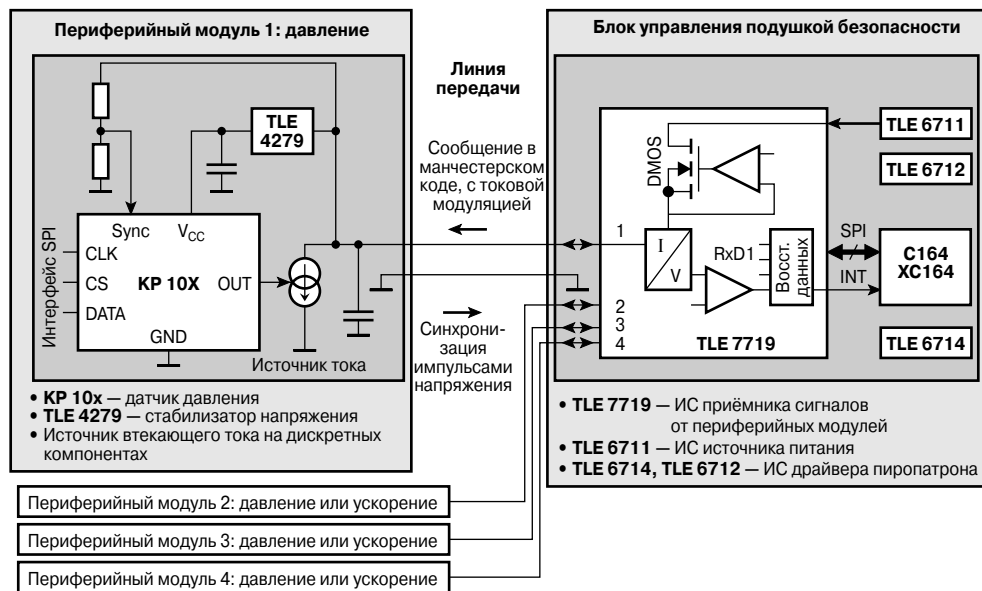 Периферийный модуль 1: давление
TLE
4279
Sync
VCC
Интерфейс SPI
CLK
CS
DATA
KP 10X
OUT
GND
Источник тока
• KP 10x — датчик давления
• TLE 4279 — стабилизатор напряжения
• Источник втекающего тока на дискретных
компонентах
Линия
передачи
Сообщение в
манчестерском
коде, с токовой
модуляцией
Синхрони-
зация
импульсами
напряжения
Блок управления подушкой безопасности
DMOS
1
2
3
4
I
V
RxD1
Восст.
данных
TLE 7719
SPI
INT
TLE 6711
TLE 6712
C164
XC164
TLE 6714
• TLE 7719 — ИС приёмника сигналов
от периферийных модулей
• TLE 6711 — ИС источника питания
• TLE 6714, TLE 6712 — ИС драйвера пиропатрона
Периферийный модуль 2: давление или ускорение
Периферийный модуль 3: давление или ускорение
Периферийный модуль 4: давление или ускорение